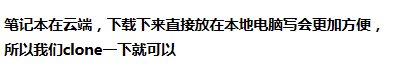 笔记本在云端，下载下来直接放在本地电脑写会更加方便，
所以我们clone一下就可以